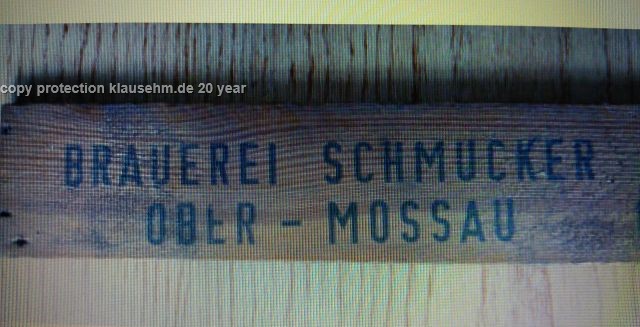 copy protection klausehm.de 20 year
BRAUEREI SCHMUCKER
OBER - MOSSAU